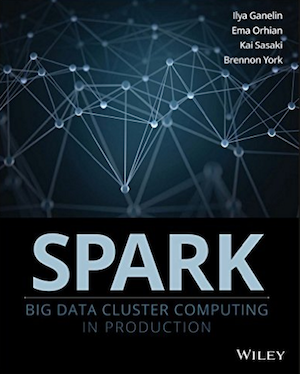 Ilya Ganelin
Ema Orhian
Kai Sasaki
Brennon York
SPARK
BIG DATA CLUSTER COMPUTING
IN PRODUCTION
WILEY